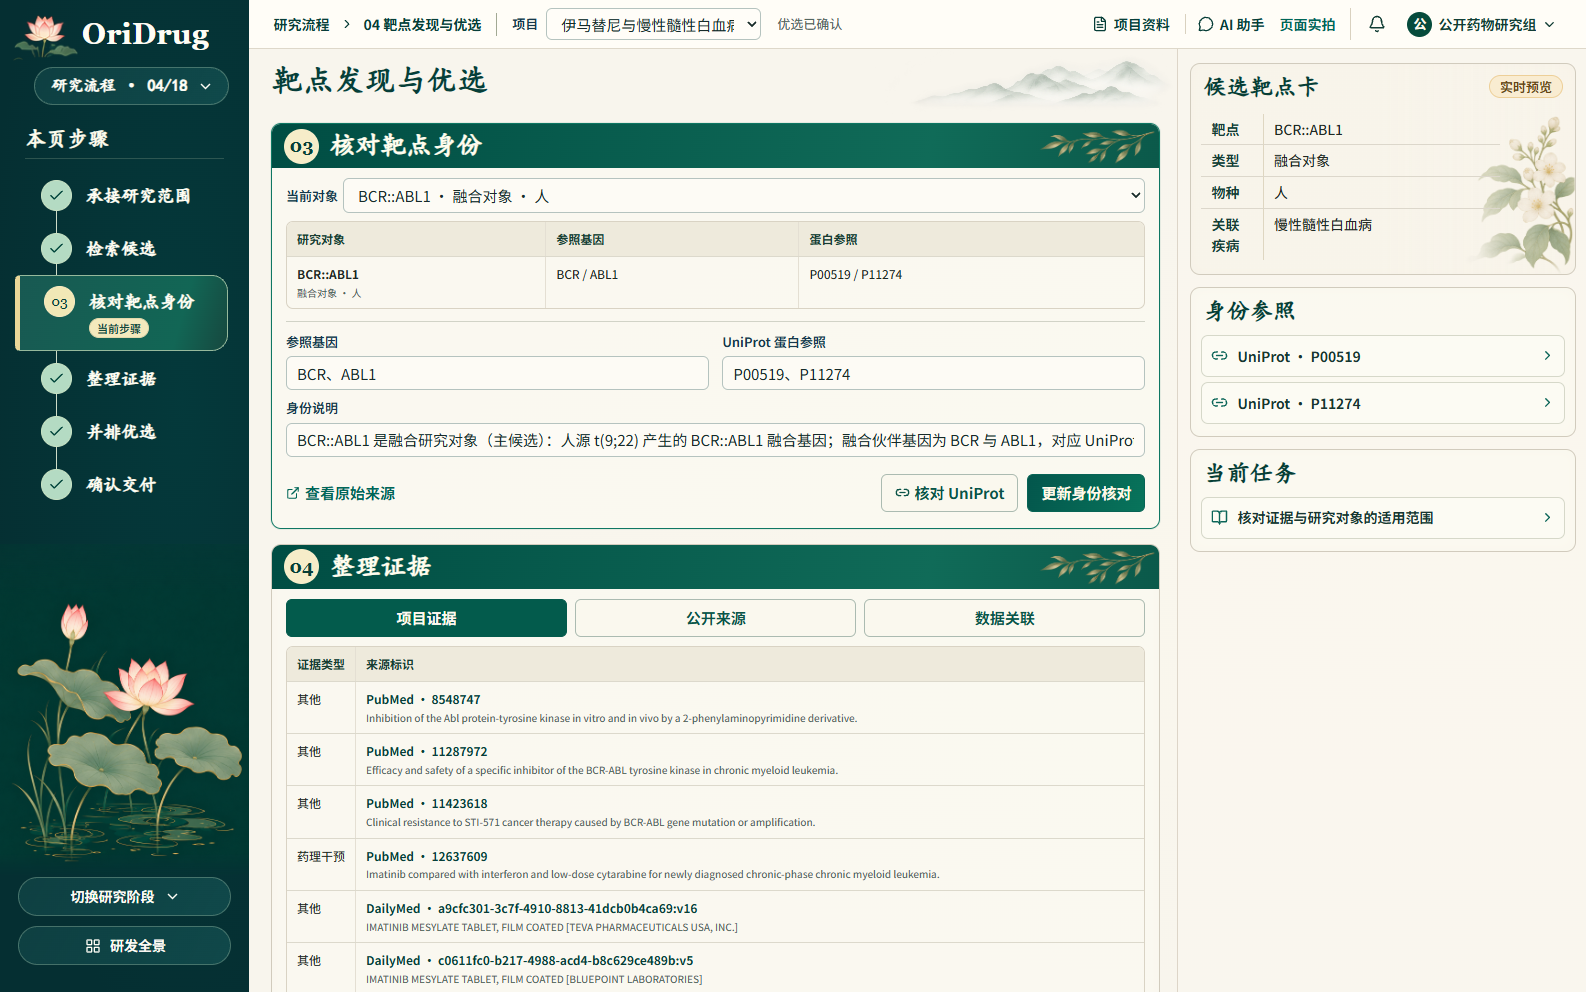 OriDrug
研究流程 • 04/18
本页步骤
承接研究范围
检索候选
03 核对靶点身份
当前步骤
整理证据
并排优选
确认交付
切换研究阶段
研发全景
研究流程 > 04 靶点发现与优选
项目 伊马替尼与慢性髓性白血病
优选已确认
项目资料
AI 助手
页面实拍
公 公开药物研究组
靶点发现与优选
03 核对靶点身份
当前对象 BCR::ABL1 • 融合对象 • 人
研究对象 参照基因 蛋白参照
BCR::ABL1 BCR / ABL1 P00519 / P11274
融合对象 • 人
参照基因 UniProt 蛋白参照
BCR、ABL1 P00519、P11274
身份说明
BCR::ABL1 是融合研究对象（主候选）：人源 t(9;22) 产生的 BCR::ABL1 融合基因；融合伙伴基因为 BCR 与 ABL1，对应 UniPro
查看原始来源 核对 UniProt 更新身份核对
04 整理证据
项目证据 公开来源 数据关联
证据类型 来源标识
其他 PubMed • 8548747
Inhibition of the Abl protein-tyrosine kinase in vitro and in vivo by a 2-phenylaminopyrimidine derivative.
其他 PubMed • 11287972
Efficacy and safety of a specific inhibitor of the BCR-ABL tyrosine kinase in chronic myeloid leukemia.
其他 PubMed • 11423618
Clinical resistance to STI-571 cancer therapy caused by BCR-ABL gene mutation or amplification.
药理干预 PubMed • 12637609
Imatinib compared with interferon and low-dose cytarabine for newly diagnosed chronic-phase chronic myeloid leukemia.
其他 DailyMed • a9cfc301-3c7f-4910-8813-41dcb0b4ca69:v16
IMATINIB MESYLATE TABLET, FILM COATED [TEVA PHARMACEUTICALS USA, INC.]
其他 DailyMed • c0611fc0-b217-4988-acd4-b8c629ce489b:v5
IMATINIB MESYLATE TABLET, FILM COATED [BLUEPOINT LABORATORIES]
候选靶点卡 实时预览
靶点 BCR::ABL1
类型 融合对象
物种 人
关联 慢性髓性白血病
疾病
身份参照
UniProt • P00519
UniProt • P11274
当前任务
核对证据与研究对象的适用范围